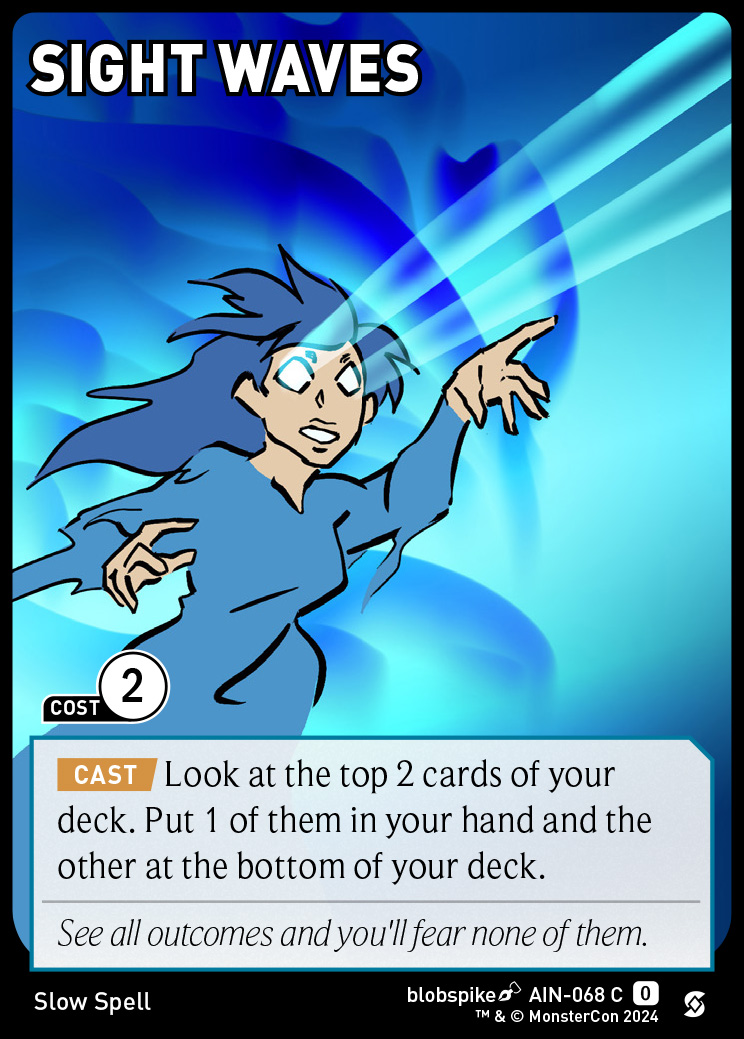 SIGHT WAVES
COST 2
CAST Look at the top 2 cards of your
deck. Put 1 of them in your hand and the
other at the bottom of your deck.
See all outcomes and you'll fear none of them.
Slow Spell
blobspike AIN-068 C 0
™ & © MonsterCon 2024